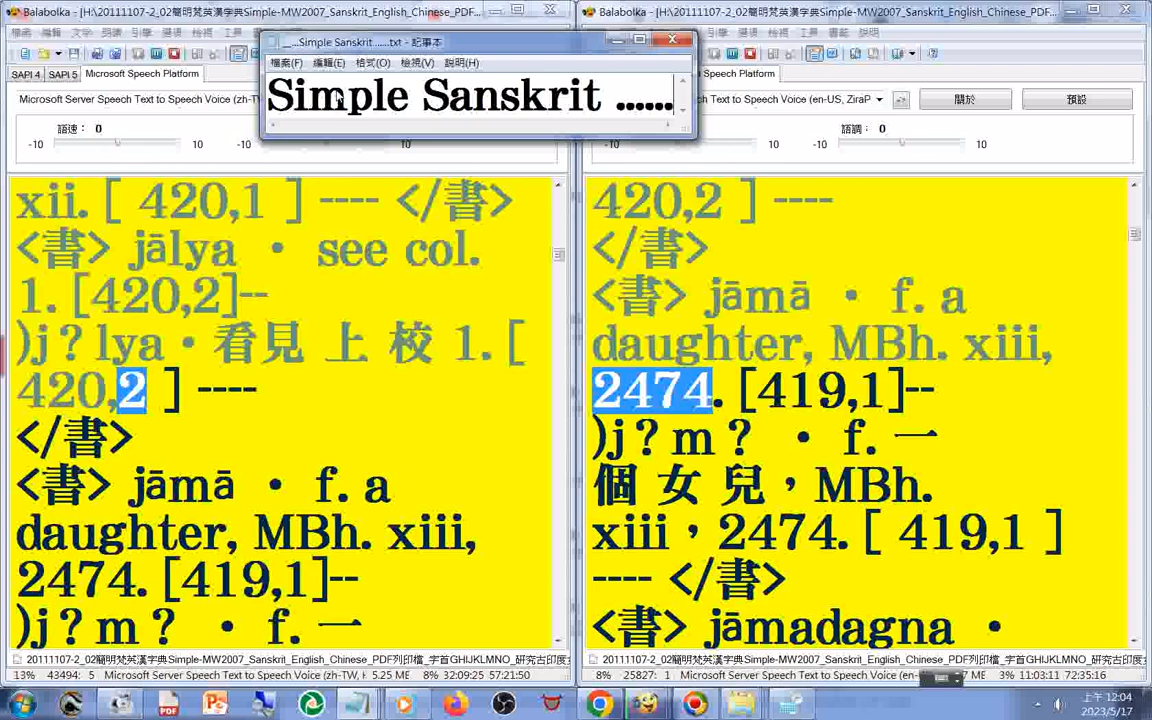 Balabolka - [H:\20111107-2_02簡明梵英漢字典Simple-MW2007_Sanskrit_English_Chinese_PDF...
Balabolka - [H:\20111107-2_02簡明梵英漢字典Simple-MW2007_Sanskrit_English_Chinese_PDF...
__...Simple Sanskrit ......txt - 記事本
檔案(F) 編輯(E) 格式(O) 檢視(V) 說明(H)
Simple Sanskrit ......
SAPI 4 SAPI 5 Microsoft Speech Platform
Speech Platform
Microsoft Server Speech Text to Speech Voice (zh-TW
ch Text to Speech Voice (en-US, ZiraP
關於
預設
語速： 0
-10 10 10
語調： 0
10 -10 10
xii. [ 420,1 ] ---- </書>
<書> jālya • see col.
1. [420,2]--
)j？lya • 看見 上 校 1. [
420,2 ] ----
</書>
<書> jāmā • f. a
daughter, MBh. xiii,
2474. [419,1]--
)j？m？ • f. 一
420,2 ] ----
</書>
<書> jāmā • f. a
daughter, MBh. xiii,
2474. [419,1]--
)j？m？ • f. 一
個 女 兒，MBh.
xiii，2474. [ 419,1 ]
---- </書>
<書> jāmadagna •
20111107-2_02簡明梵英漢字典Simple-MW2007_Sanskrit_English_Chinese_PDF列印檔_字首GHIJKLMNO_研究古印度
20111107-2_02簡明梵英漢字典Simple-MW2007_Sanskrit_English_Chinese_PDF列印檔_字首GHIJKLMNO_研究古印度
13% 43494: 5 Microsoft Server Speech Text to Speech Voice (zh-TW, 5.25 ME 8% 32:09:25 57:21:50
8% 25827: 1 Microsoft Server Speech Text to Speech Voice 3% 11:03:11 72:35:16
上午 12:04
2023/5/17